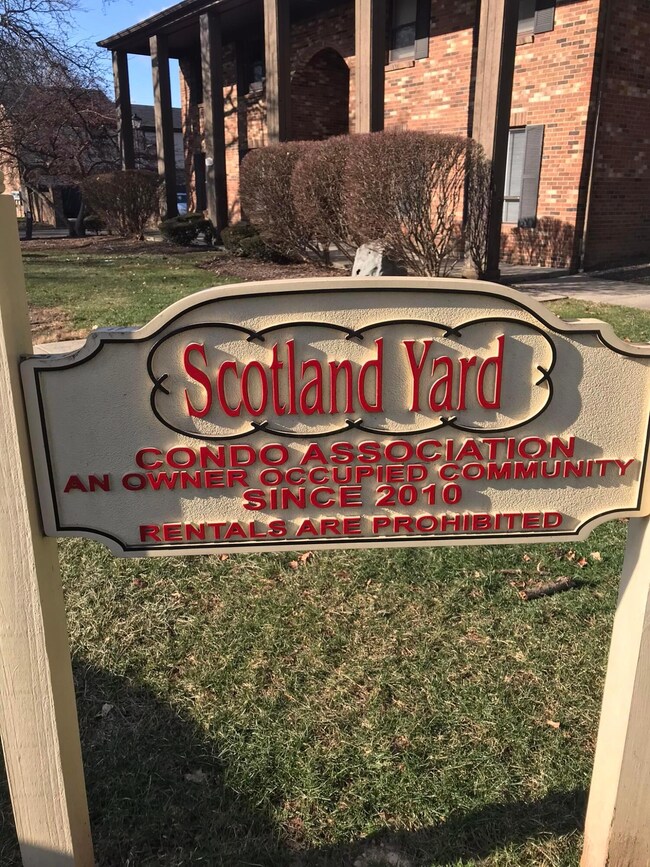 Scotland Yard
CONDO ASSOCIATION
AN OWNER OCCUPIED COMMUNITY
SINCE 2010
RENTALS ARE PROHIBITED